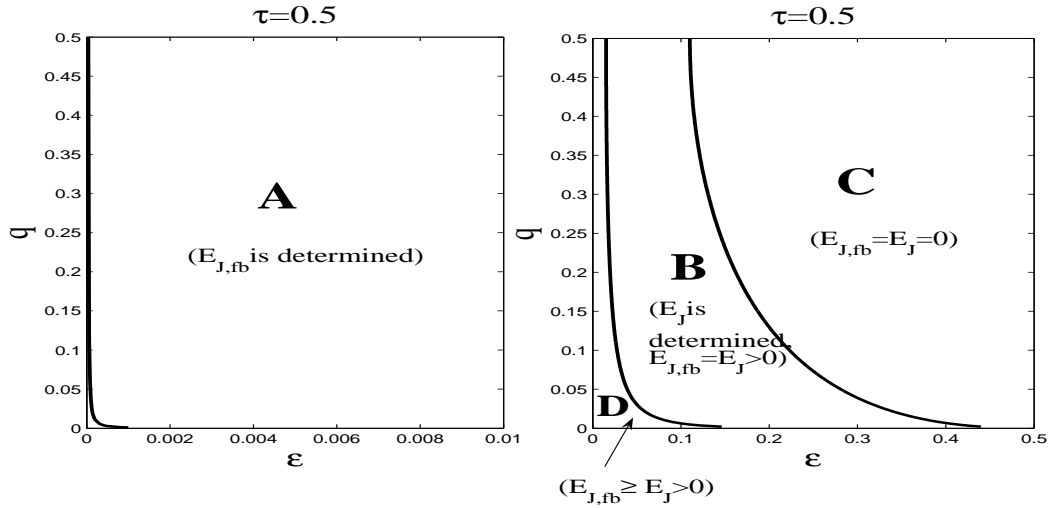 τ=0.5
0.5
0.45
0.4
0.35
0.3
0.25
0.2
0.15
0.1
0.05
0
q
A
(E_J,fb is determined)
0 0.002 0.004 0.006 0.008 0.01
ε
τ=0.5
0.5
0.45
0.4
0.35
0.3
0.25
0.2
0.15
0.1
0.05
0
q
C
(E_J,fb=E_J=0)
B
(E_J is
determined,
E_J,fb=E_J>0)
D
0 0.1 0.2 0.3 0.4 0.5
ε
(E_J,fb≥ E_J>0)